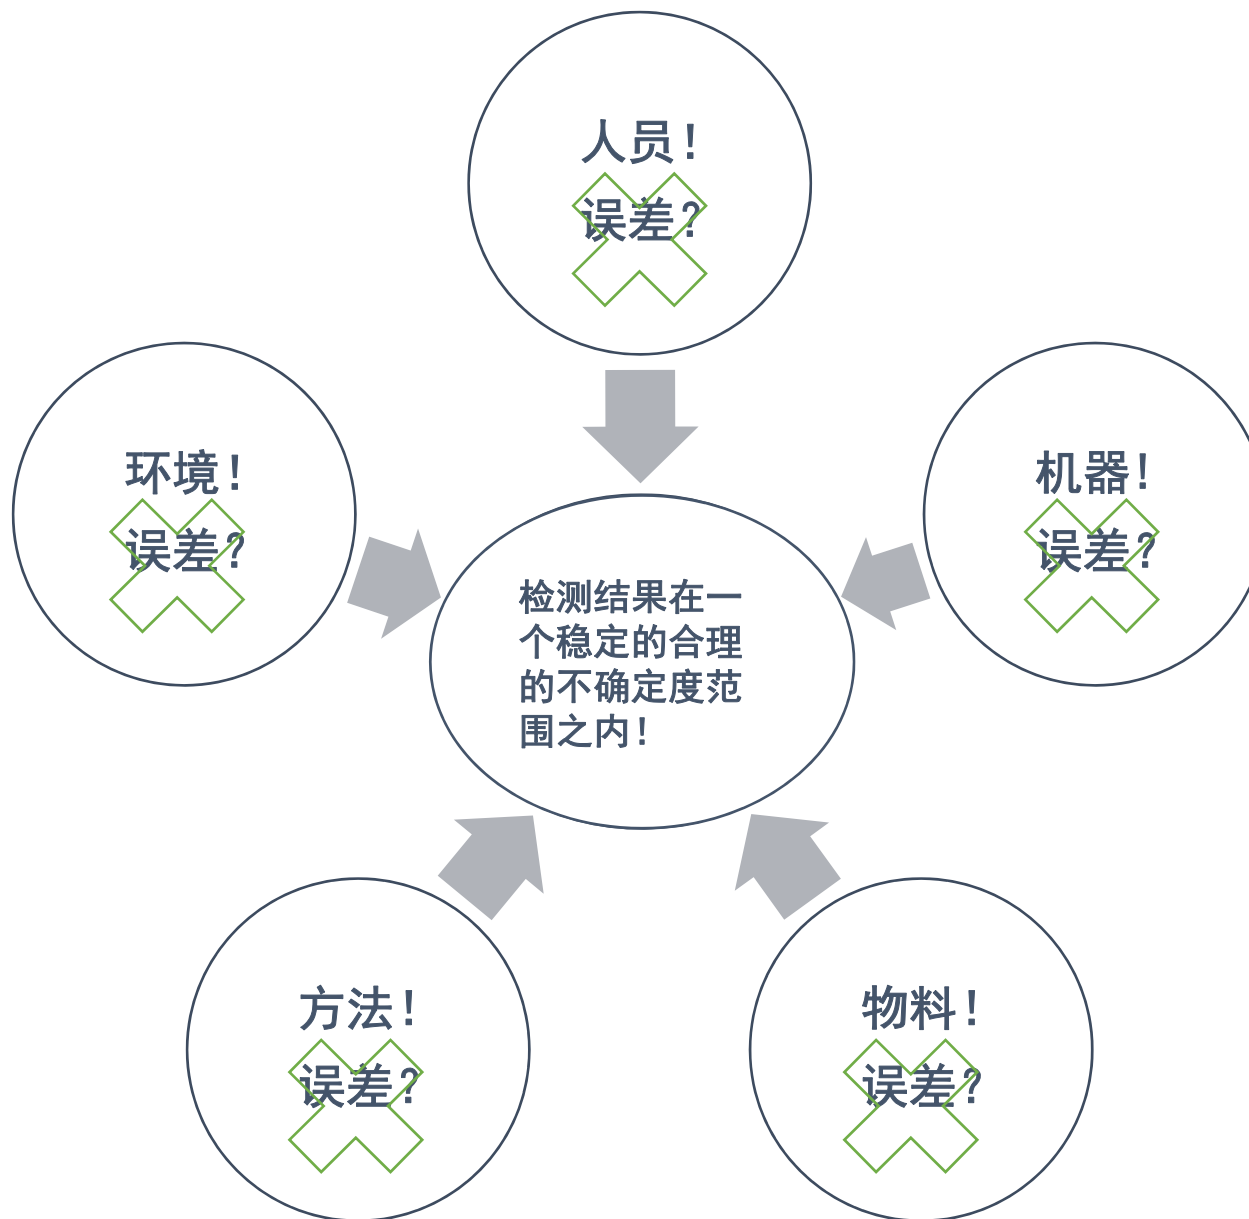 人员！
误差？
环境！
误差？
机器！
误差？
检测结果在一
个稳定的合理
的不确定度范
围之内！
方法！
误差？
物料！
误差？